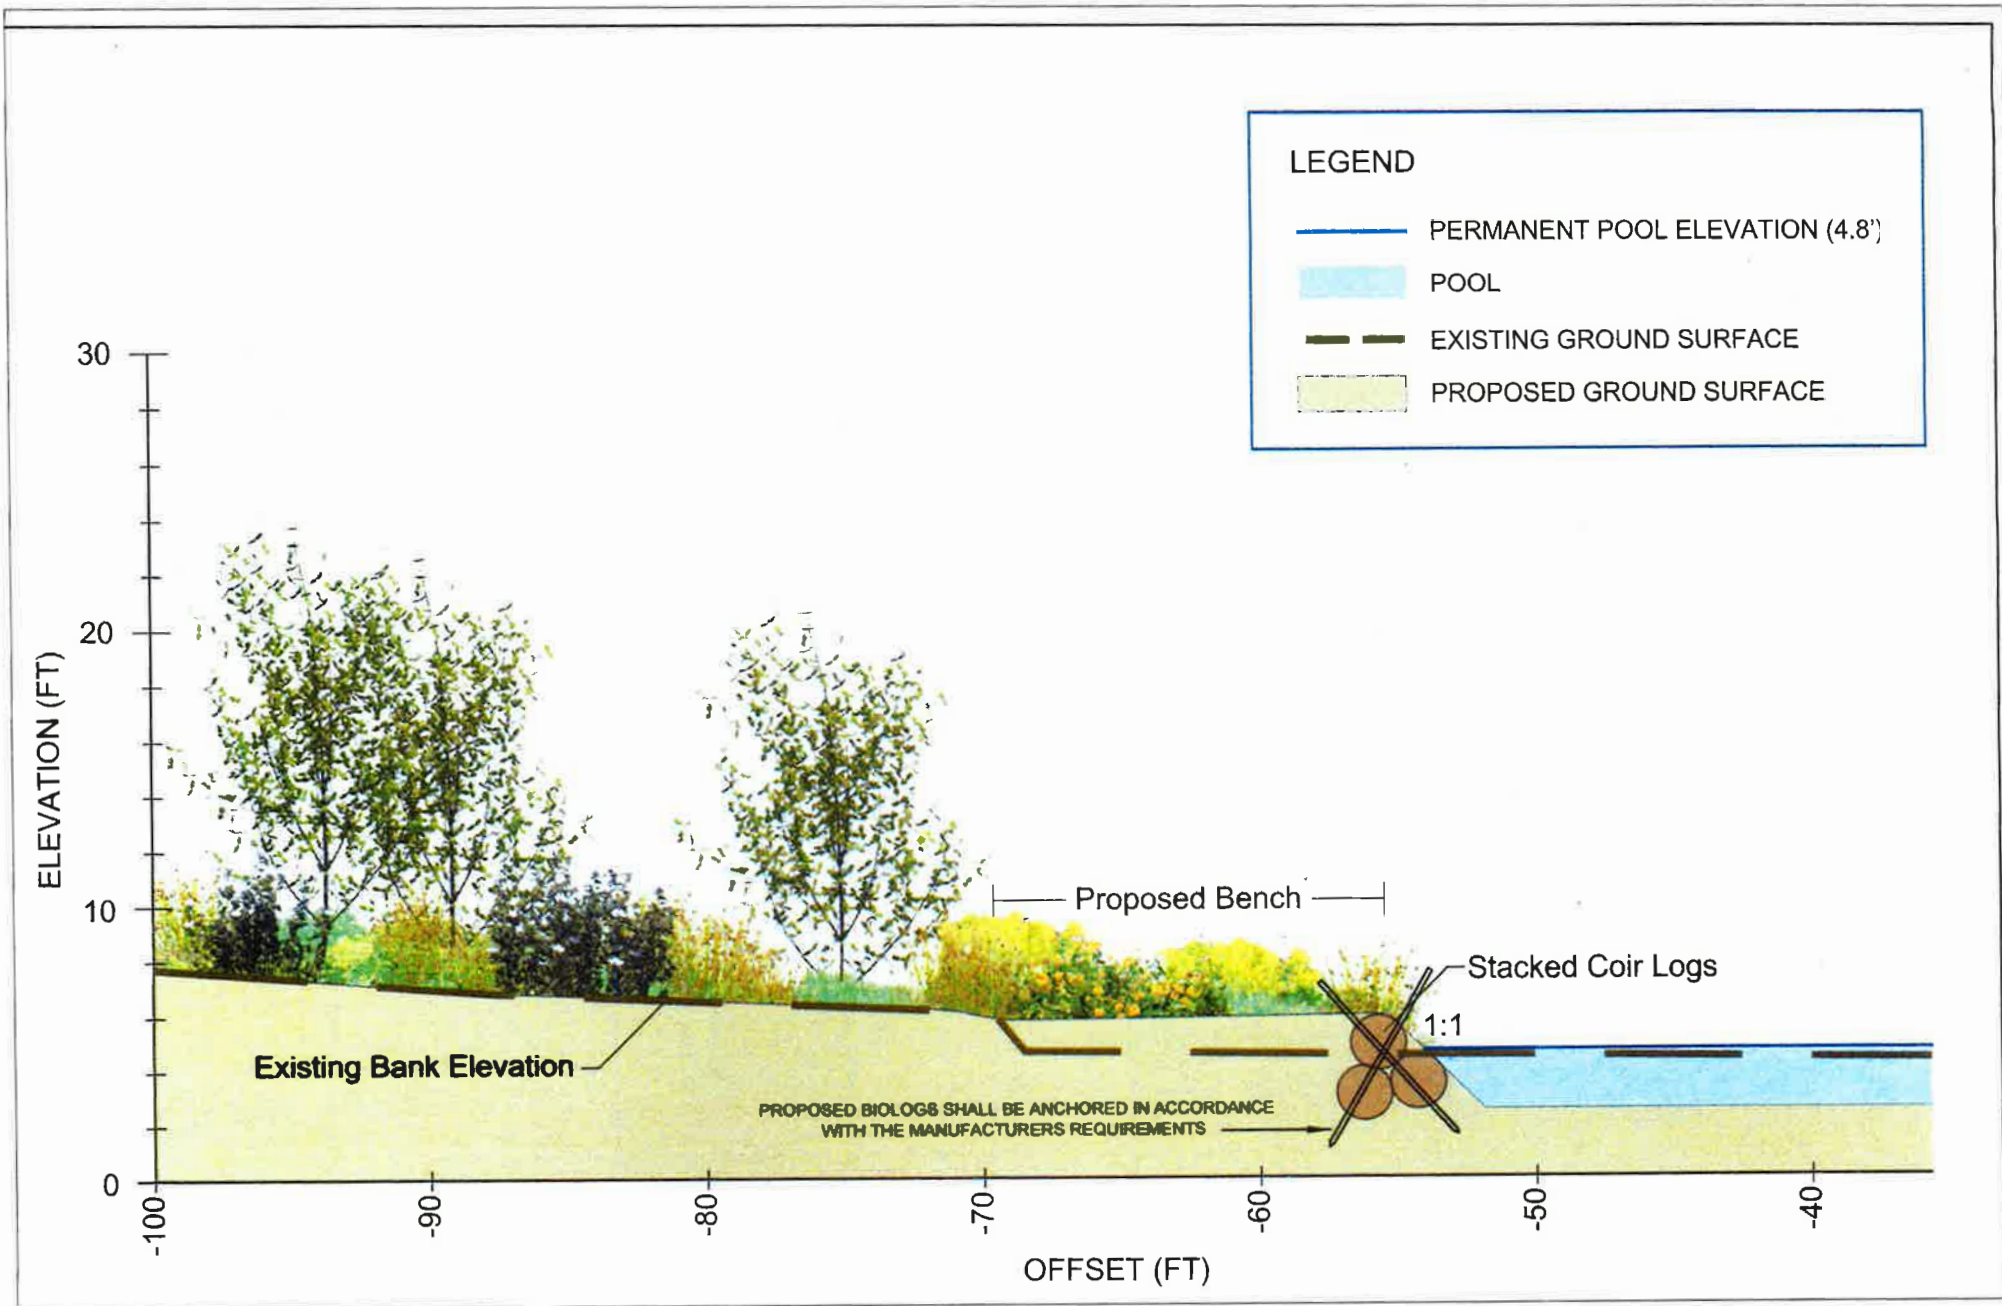 LEGEND
PERMANENT POOL ELEVATION (4.8')
POOL
EXISTING GROUND SURFACE
PROPOSED GROUND SURFACE
30
20
10
0
ELEVATION (FT)
Proposed Bench
Stacked Coir Logs
1:1
Existing Bank Elevation
PROPOSED BIOLOGS SHALL BE ANCHORED IN ACCORDANCE
WITH THE MANUFACTURERS REQUIREMENTS
-100
-90
-80
-70
-60
-50
-40
OFFSET (FT)